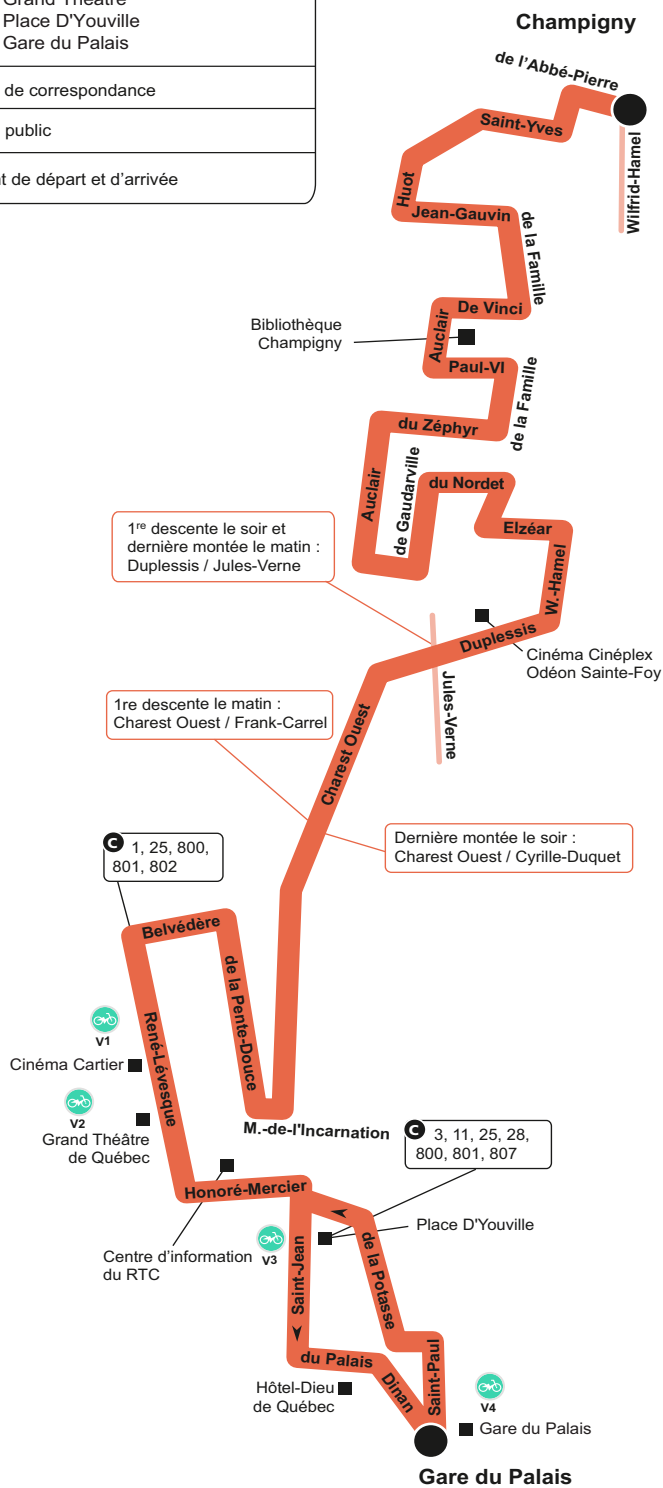 Grand Théâtre
Place D'Youville
Gare du Palais
de correspondance
public
t de départ et d'arrivée
Champigny
de l'Abbé-Pierre
Saint-Yves
Wilfrid-Hamel
Huot
Jean-Gauvin
de la Famille
De Vinci
Bibliothèque
Champigny
Auclair
Paul-VI
de la Famille
du Zéphyr
Auclair
de Gaudarville
du Nordet
Elzéar
W.-Hamel
1re descente le soir et
dernière montée le matin :
Duplessis / Jules-Verne
Duplessis
Cinéma Cinéplex
Odéon Sainte-Foy
Jules-Verne
1re descente le matin :
Charest Ouest / Frank-Carrel
Charest Ouest
Dernière montée le soir :
Charest Ouest / Cyrille-Duquet
C 1, 25, 800,
801, 802
Belvédère
de la Pente-Douce
René-Lévesque
V1
Cinéma Cartier
V2
Grand Théâtre
de Québec
M.-de-l'Incarnation
C 3, 11, 25, 28,
800, 801, 807
Honoré-Mercier
Place D'Youville
Centre d'information
du RTC
V3
Saint-Jean
de la Potasse
du Palais
Dinan
Saint-Paul
Hôtel-Dieu
de Québec
V4
Gare du Palais
Gare du Palais